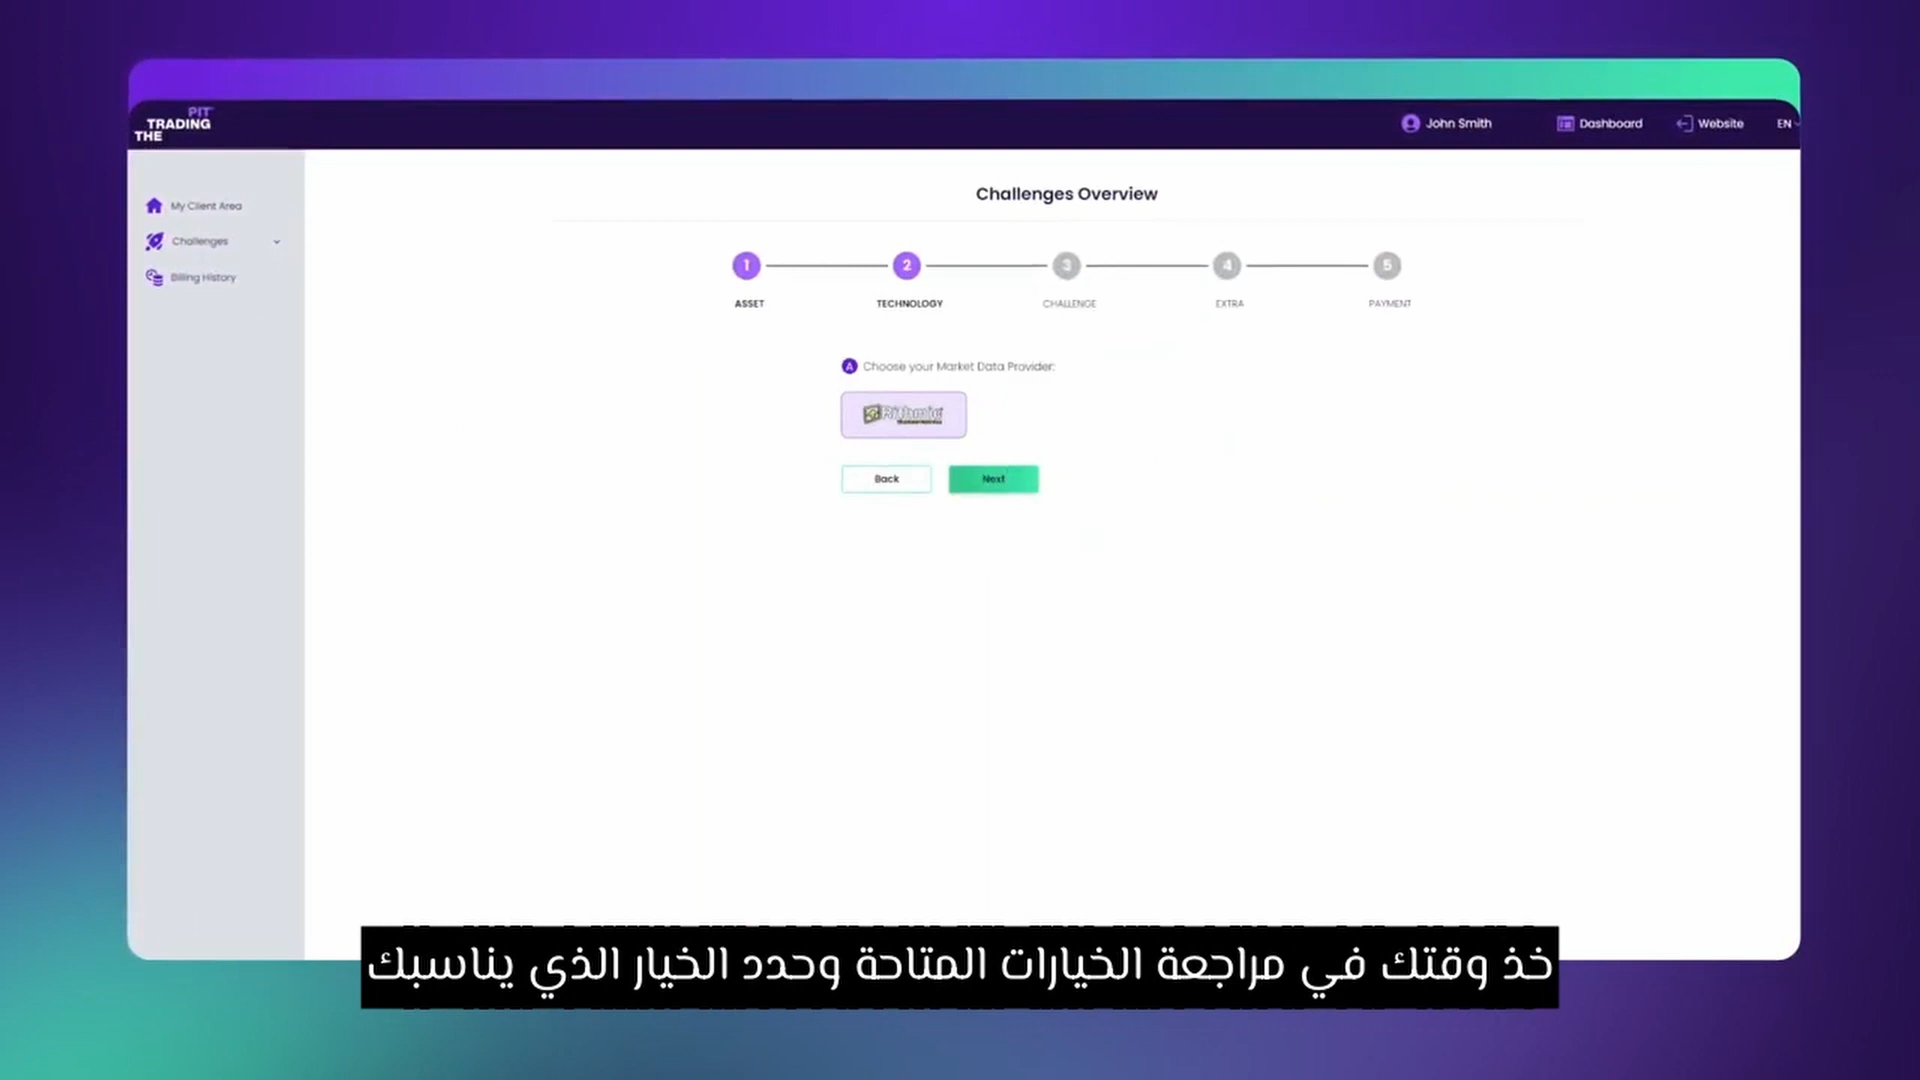 PIT
TRADING
THE
John Smith
Dashboard
Website
EN
My Client Area
Challenges
Billing History
Challenges Overview
1
2
3
4
5
ASSET
TECHNOLOGY
CHALLENGE
EXTRA
PAYMENT
A Choose your Market Data Provider:
Rithmic
Back
Next
خذ وقتك في مراجعة الخيارات المتاحة وحدد الخيار الذي يناسبك